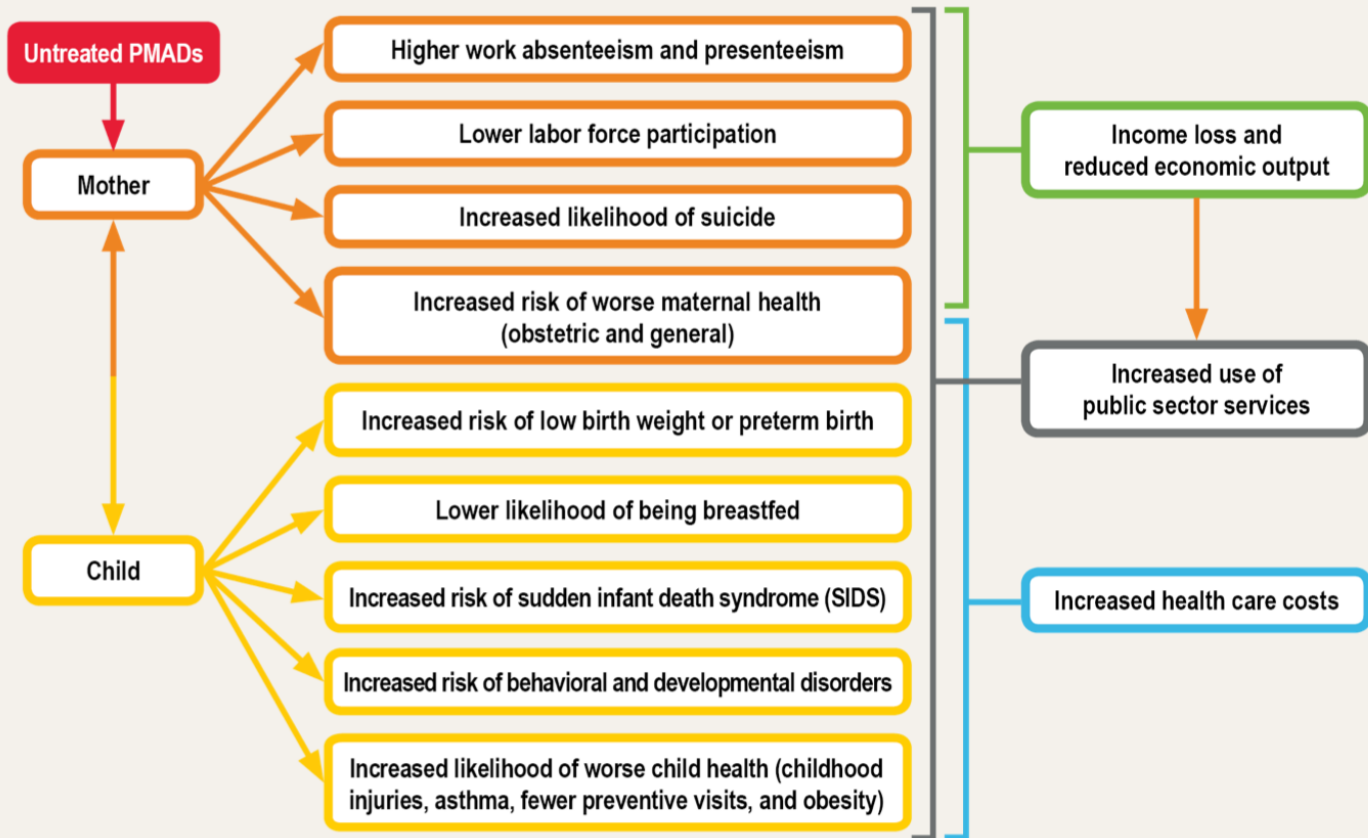 Untreated PMADs
Mother
Child
Higher work absenteeism and presenteeism
Lower labor force participation
Increased likelihood of suicide
Increased risk of worse maternal health
(obstetric and general)
Increased risk of low birth weight or preterm birth
Lower likelihood of being breastfed
Increased risk of sudden infant death syndrome (SIDS)
Increased risk of behavioral and developmental disorders
Increased likelihood of worse child health (childhood
injuries, asthma, fewer preventive visits, and obesity)
Income loss and
reduced economic output
Increased use of
public sector services
Increased health care costs